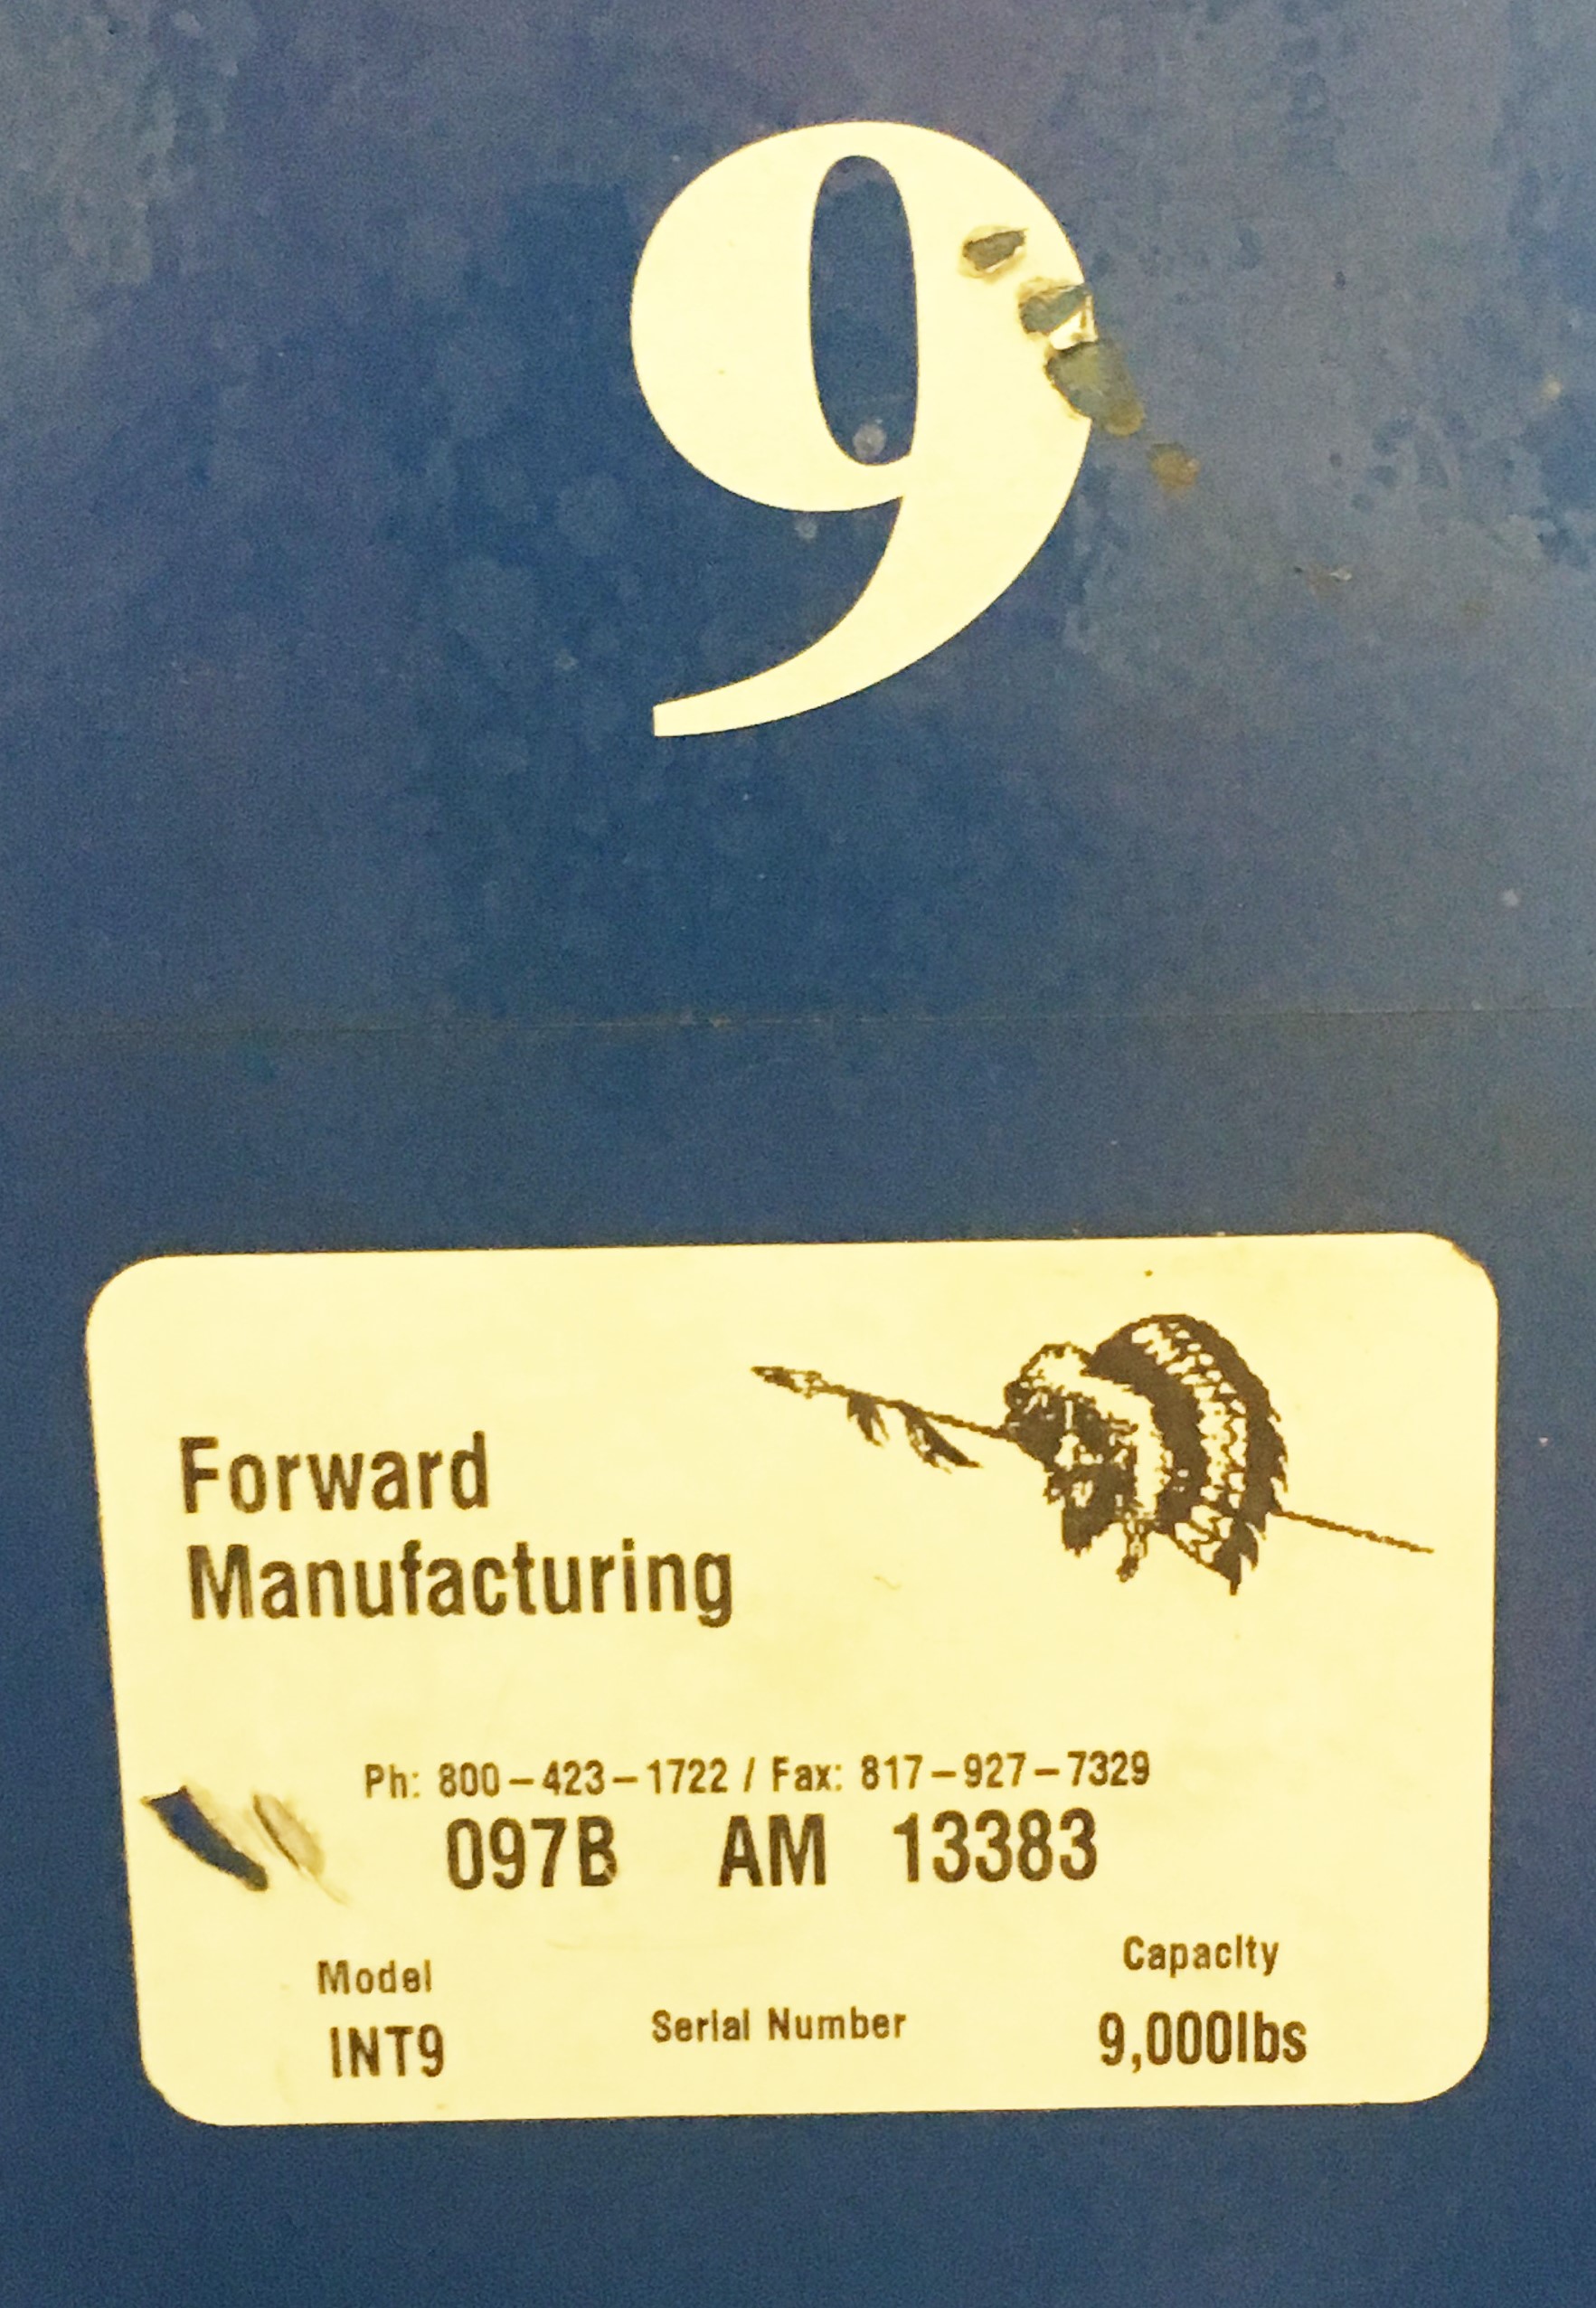 9
Forward
Manufacturing
Ph: 800-423-1722 / Fax: 817-927-7329
097B AM 13383
Model
Serial Number
Capacity
INT9
9,000lbs